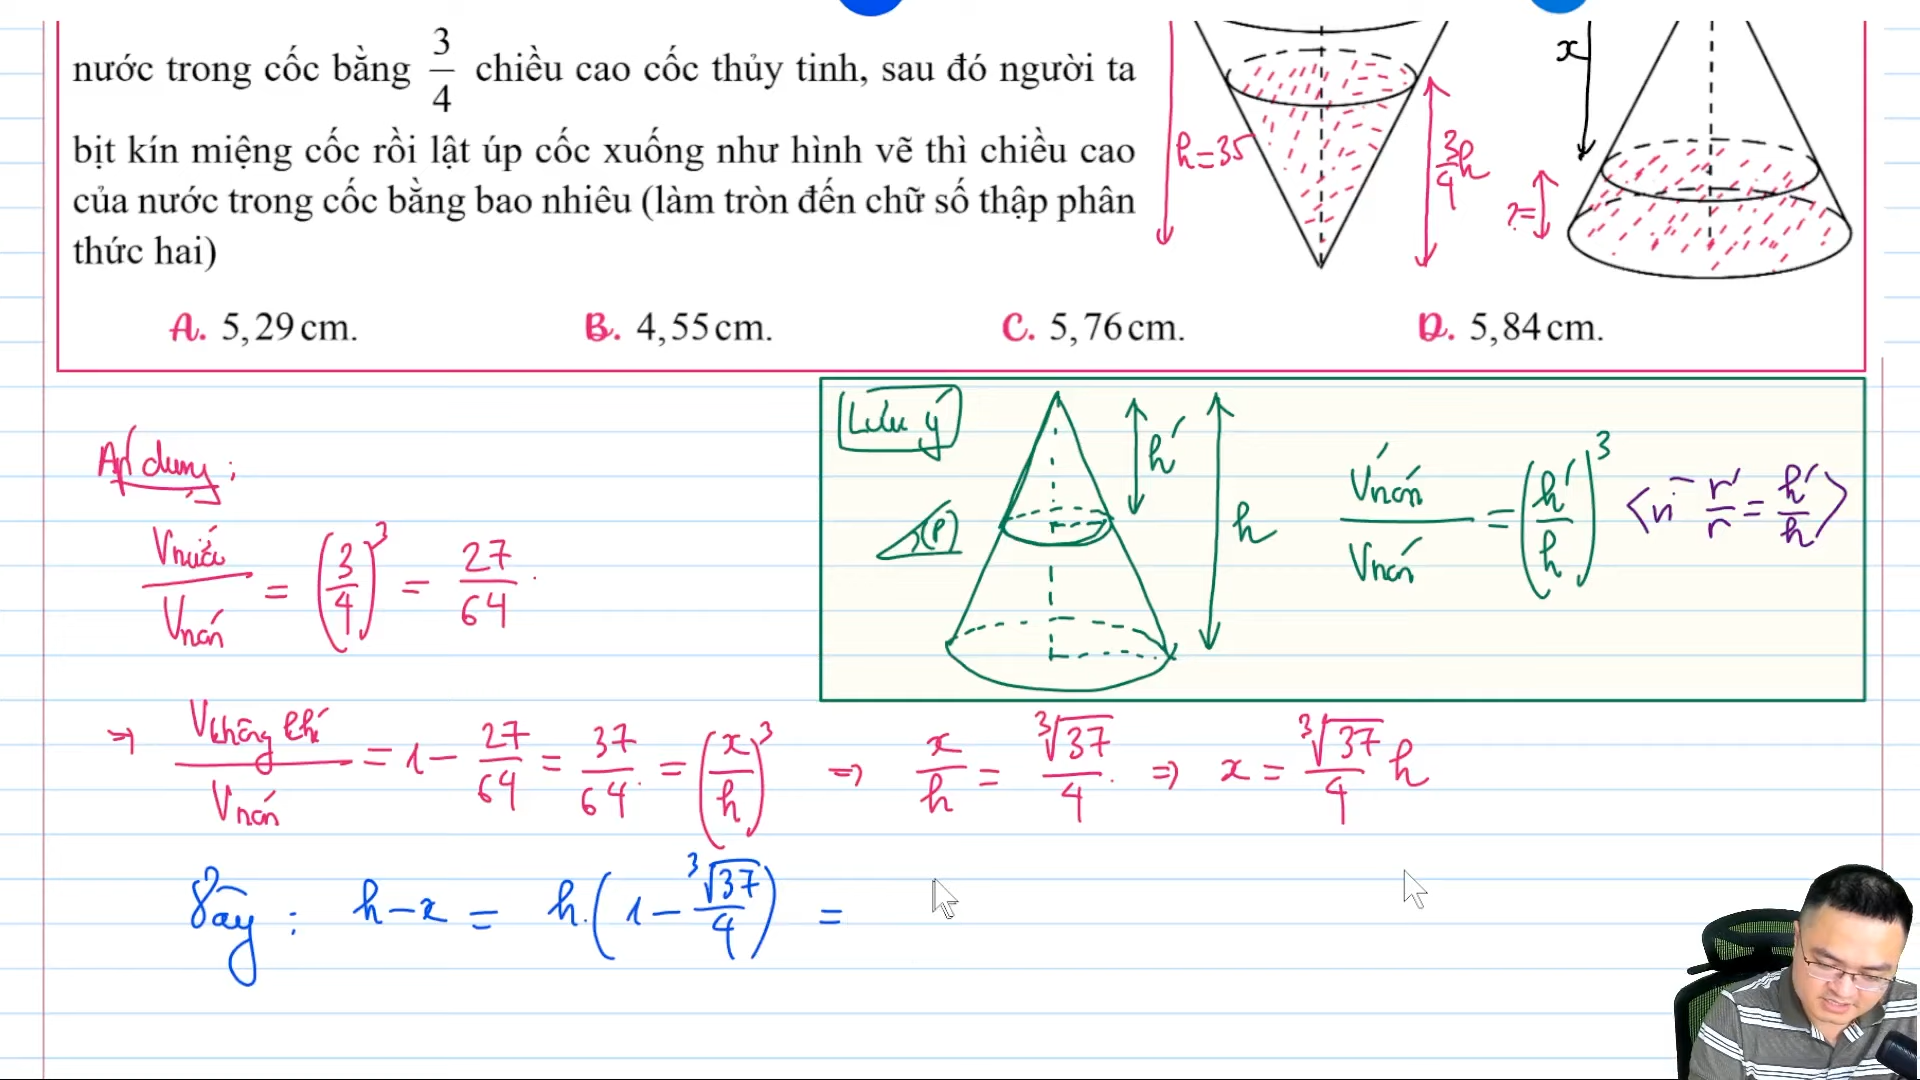 nước trong cốc bằng 3/4 chiều cao cốc thủy tinh, sau đó người ta
bịt kín miệng cốc rồi lật úp cốc xuống như hình vẽ thì chiều cao
của nước trong cốc bằng bao nhiêu (làm tròn đến chữ số thập phân
thức hai)
A. 5,29 cm. B. 4,55 cm. C. 5,76 cm. D. 5,84 cm.
h=35
3/4 h
x
?=
Lưu ý
(P)
h'
h
V'nón / Vnón = (h'/h)^3 <vì r'/r = h'/h>
Áp dụng:
Vnước / Vnón = (3/4)^3 = 27/64.
⇒ Vkhông khí / Vnón = 1 - 27/64 = 37/64 = (x/h)^3 ⇒ x/h = ∛37/4 ⇒ x = ∛37/4 h
Vậy: h-x = h.(1 - ∛37/4) =